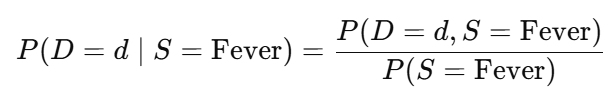 P(D = d | S = Fever) = P(D = d, S = Fever) / P(S = Fever)